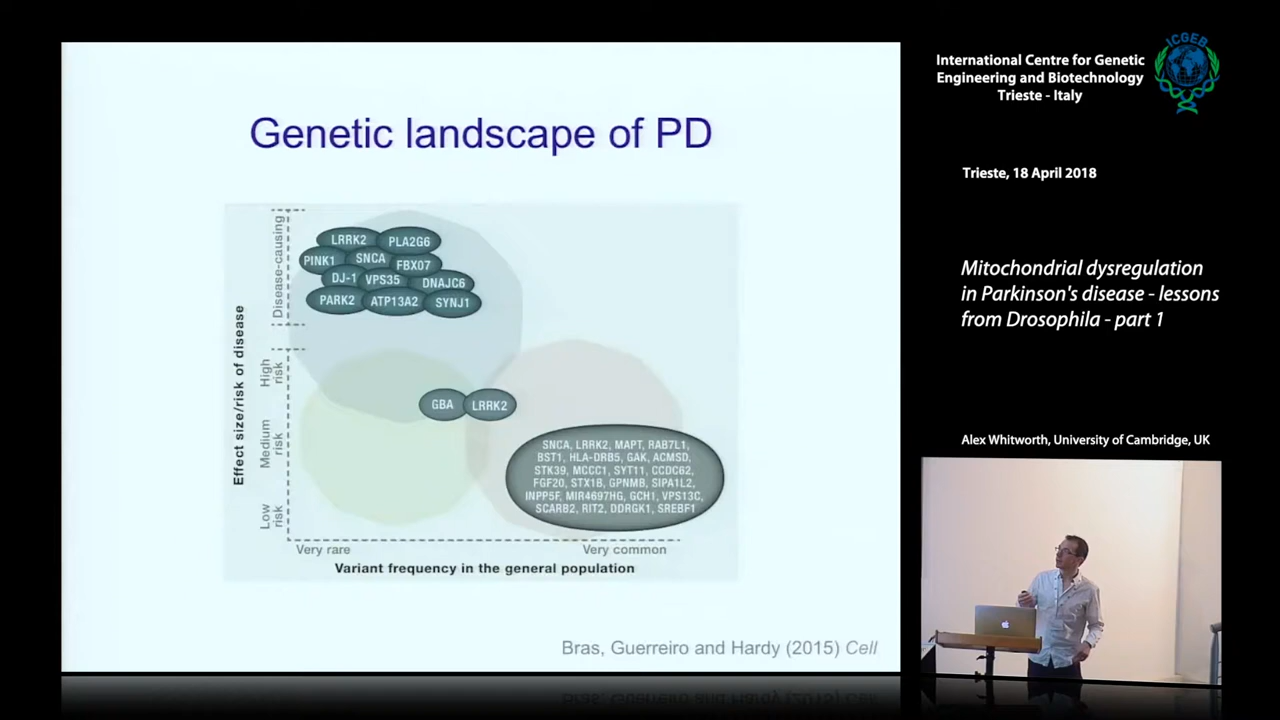 Genetic landscape of PD
Effect size/risk of disease
Disease-causing
High
risk
Medium
risk
Low
risk
LRRK2
PLA2G6
PINK1
SNCA
FBX07
DJ-1
VPS35
DNAJC6
PARK2
ATP13A2
SYNJ1
GBA
LRRK2
SNCA, LRRK2, MAPT, RAB7L1,
BST1, HLA-DRB5, GAK, ACMSD,
STK39, MCCC1, SYT11, CCDC62,
FGF20, STX1B, GPNMB, SIPA1L2,
INPP5F, MIR4697HG, GCH1, VPS13C,
SCARB2, RIT2, DDRGK1, SREBF1
Very rare
Very common
Variant frequency in the general population
Bras, Guerreiro and Hardy (2015) Cell
International Centre for Genetic
Engineering and Biotechnology
Trieste - Italy
ICGEB
Trieste, 18 April 2018
Mitochondrial dysregulation
in Parkinson's disease - lessons
from Drosophila - part 1
Alex Whitworth, University of Cambridge, UK